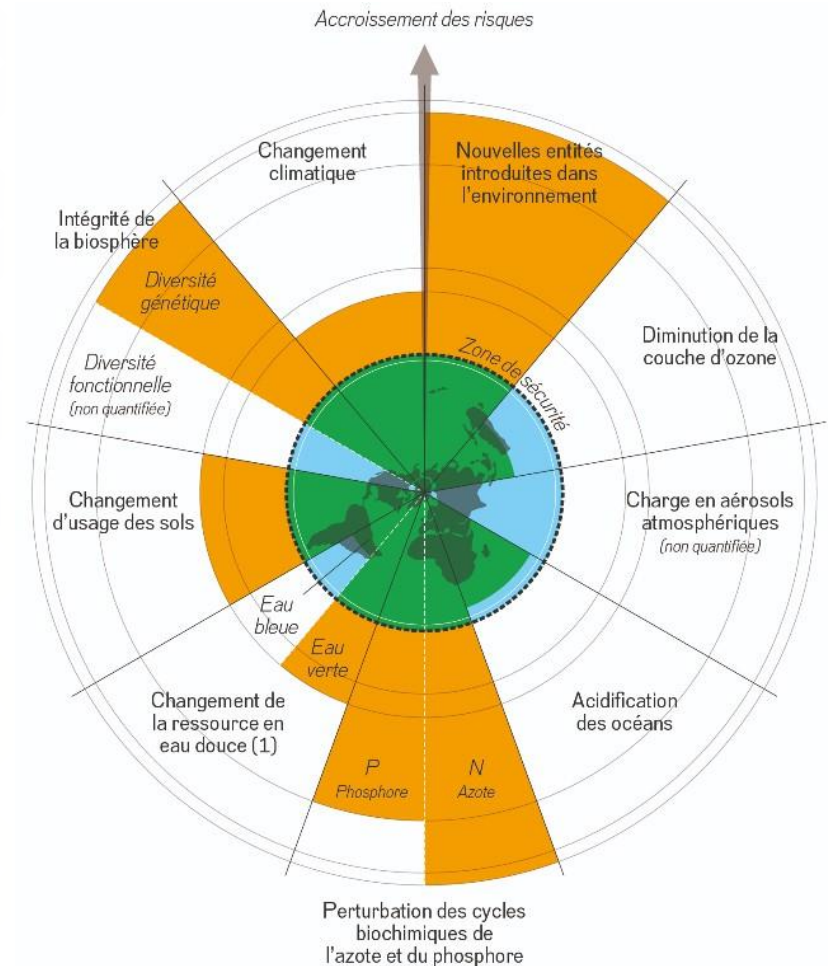 Accroissement des risques
Changement
climatique
Nouvelles entités
introduites dans
l'environnement
Intégrité de
la biosphère
Diversité
génétique
Zone de sécurité
Diminution de la
couche d'ozone
Diversité
fonctionnelle
(non quantifiée)
Changement
d'usage des sols
Charge en aérosols
atmosphériques
(non quantifiée)
Eau
bleue
Eau
verte
Changement de
la ressource en
eau douce (1)
Acidification
des océans
P
Phosphore
N
Azote
Perturbation des cycles
biochimiques de
l'azote et du phosphore